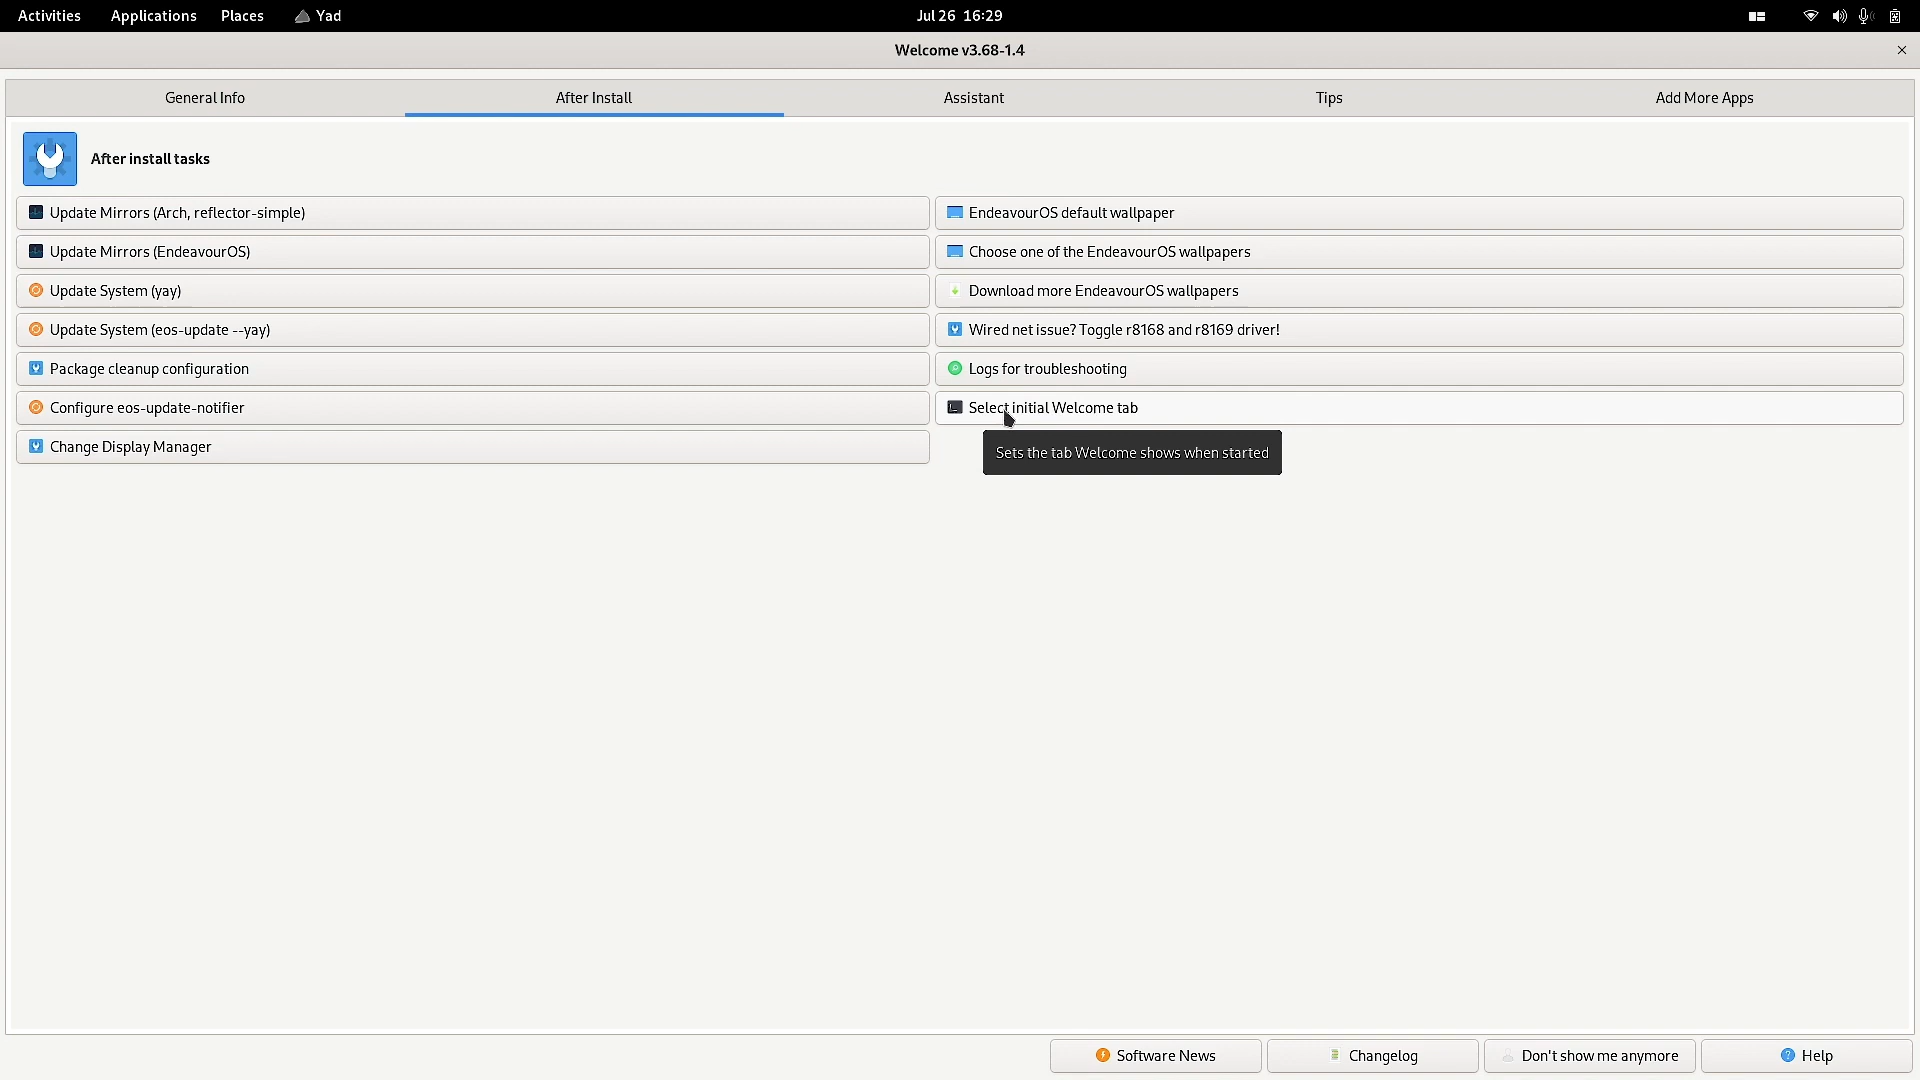 Activities Applications Places Yad Jul 26 16:29
Welcome v3.68-1.4
General Info After Install Assistant Tips Add More Apps
After install tasks
Update Mirrors (Arch, reflector-simple)
Update Mirrors (EndeavourOS)
Update System (yay)
Update System (eos-update --yay)
Package cleanup configuration
Configure eos-update-notifier
Change Display Manager
EndeavourOS default wallpaper
Choose one of the EndeavourOS wallpapers
Download more EndeavourOS wallpapers
Wired net issue? Toggle r8168 and r8169 driver!
Logs for troubleshooting
Select initial Welcome tab
Sets the tab Welcome shows when started
Software News Changelog Don't show me anymore Help